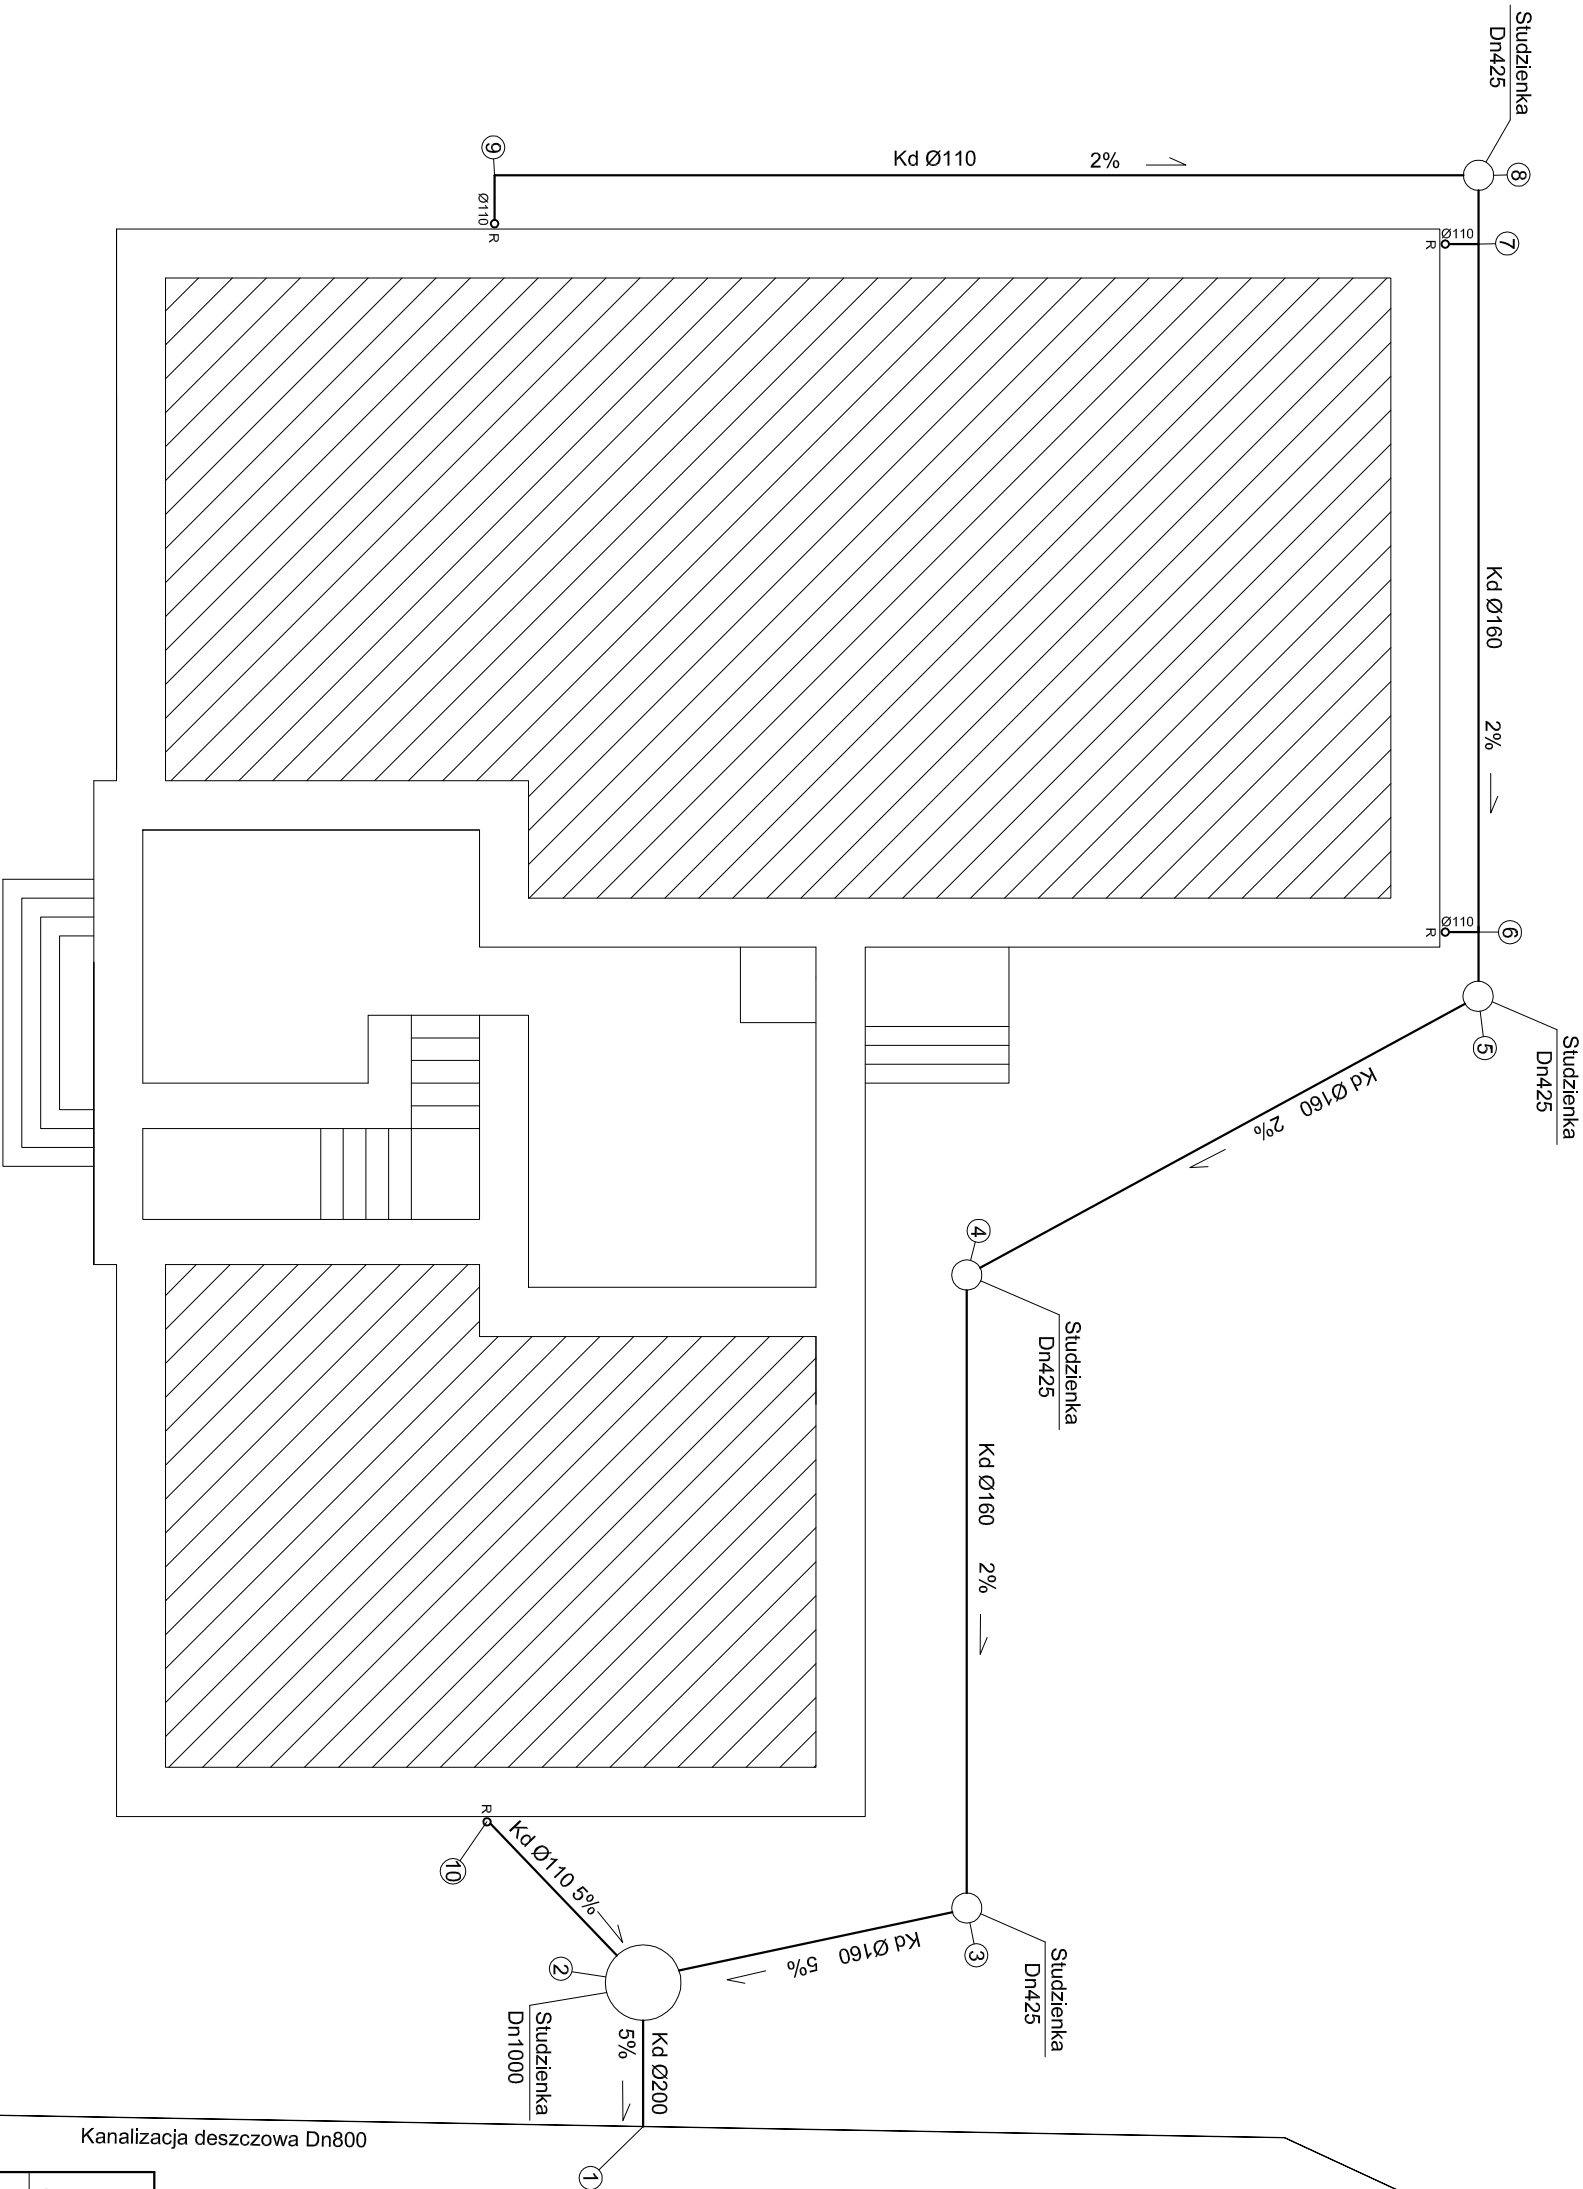 Studzienka
Dn425
8
9
Kd Ø110 2%
Ø110
R
Ø110
R
7
Kd Ø160 2%
Ø110
R
6
5
Studzienka
Dn425
Kd Ø160 2%
4
Studzienka
Dn425
Kd Ø160 2%
3
Studzienka
Dn425
Kd Ø160 5%
R
10
Kd Ø110 5%
2
Studzienka
Dn1000
Kd Ø200
5%
Kanalizacja deszczowa Dn800
1